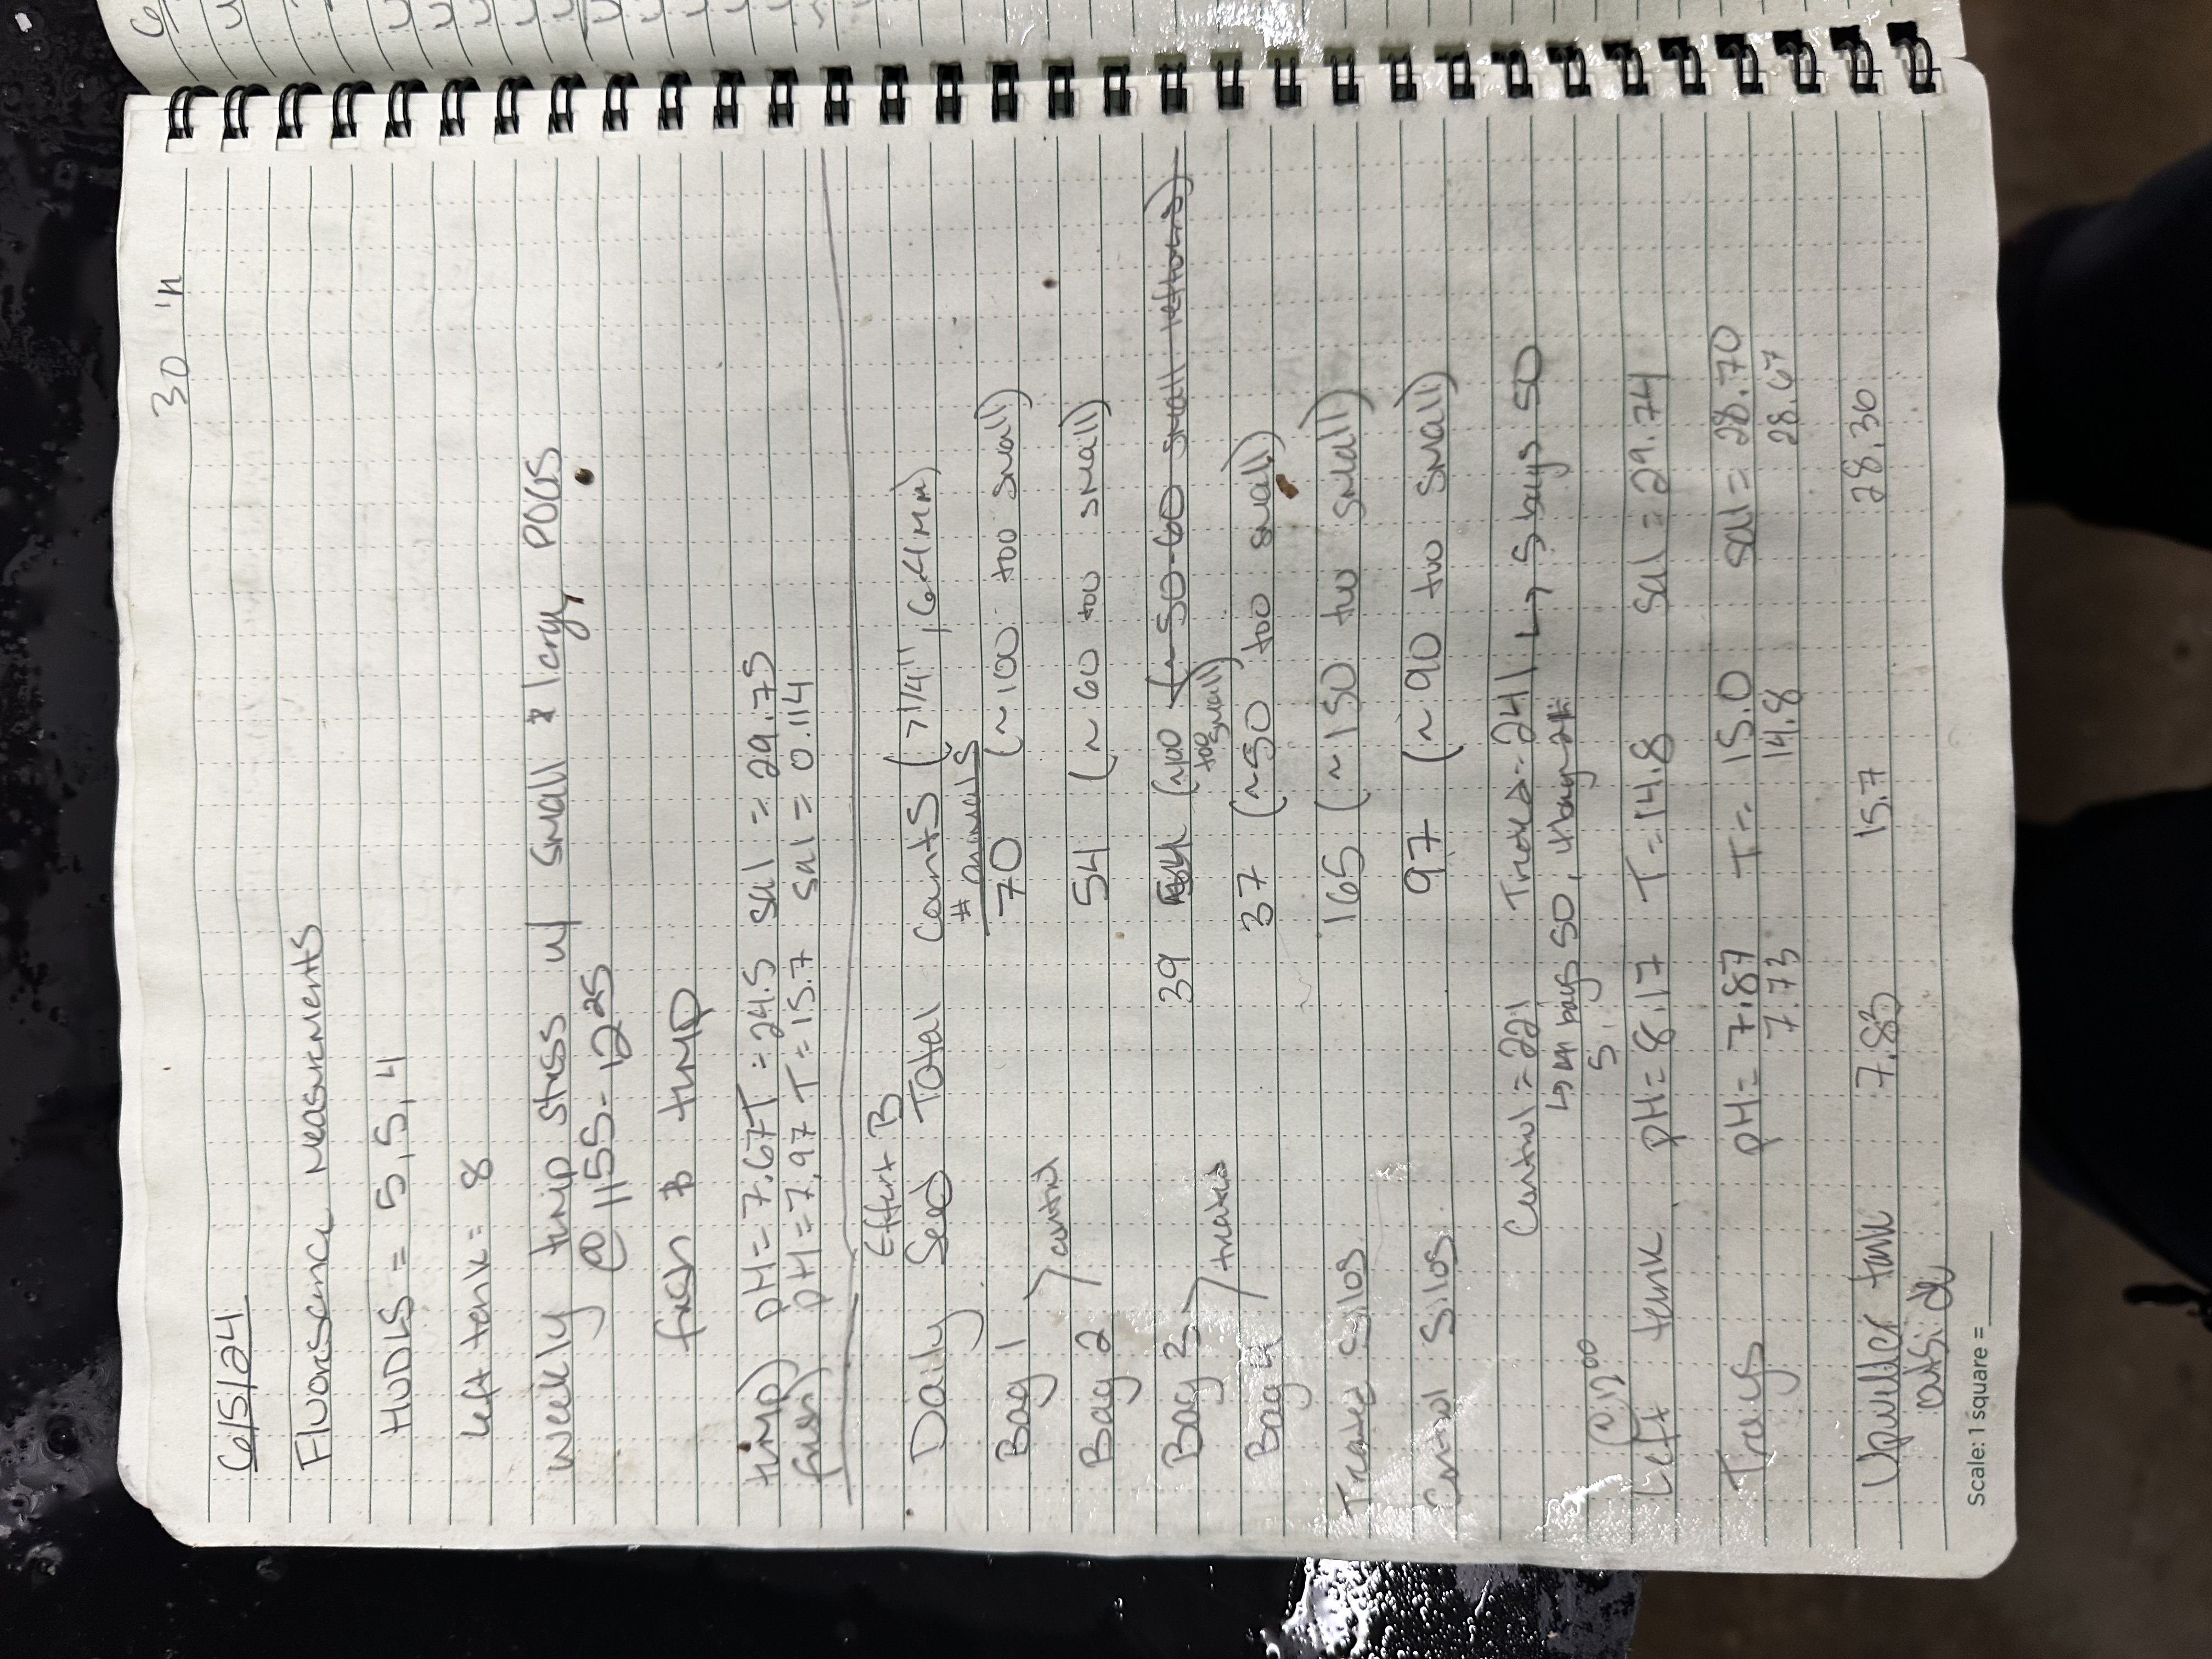 30 in
6/5/24
Fluorescence Measurements
HUDLS = 5, 5, 4
Left tank = 8
Weekly temp stress w/ small & large POGS
@ 1155 - 1225
fresh & temp
temp) pH = 7.67 T = 24.5 sal = 29.75
fresh) pH = 7.97 T = 15.7 sal = 0.114
Effort B
Daily Seed Total Counts (>1/4", 6.4mm)
# animals
Bag 1 70 (~100 too small)
control
Bag 2 54 (~60 too small)
Bag 3 39 54 (~100 (~50-60 small leftovers)
too small)
treated
Bag 4 37 (~50 too small)
Treated Silos 165 (~150 too small)
Control Silos 97 (~90 too small)
Control = 221 Treated = 241 ↳ 5 bags 50
↳ 4 bags 50, 4 bag
5
@ 1200
Left tank pH = 8.17 T = 14.8 sal = 29.74
Trays pH = 7.87 T = 15.0 sal = 28.70
7.73 14.8 28.67
Upweller tank 7.83 15.7 28.36
outside
Scale: 1 square =